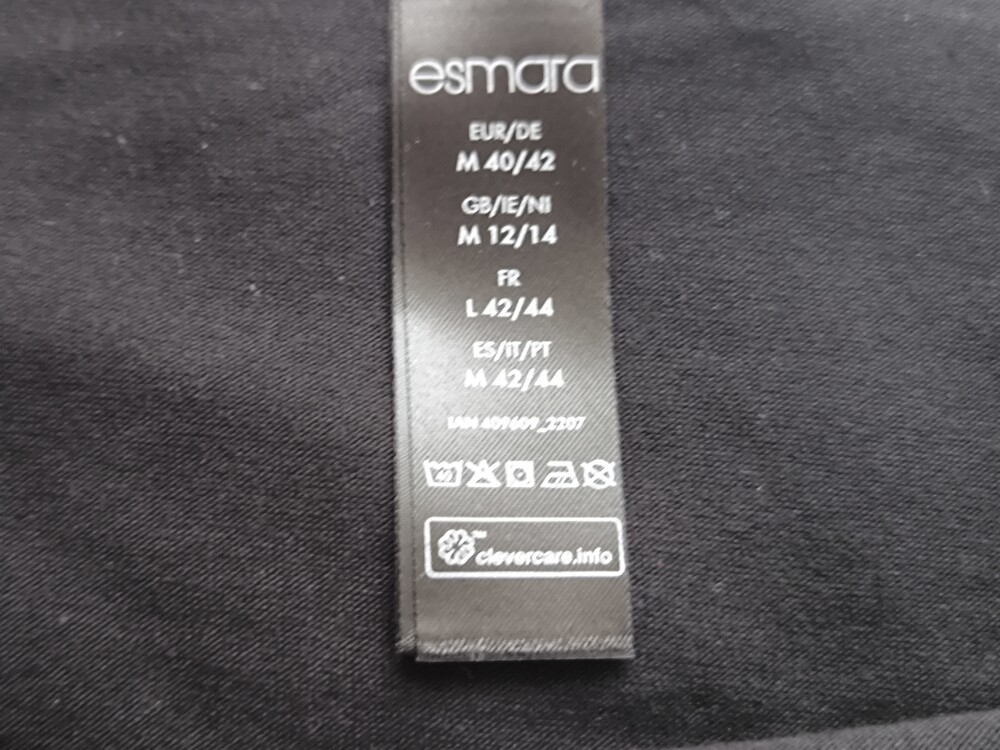 esmara
EUR/DE
M 40/42
GB/IE/NI
M 12/14
FR
L 42/44
ES/IT/PT
M 42/44
IAN 409609_2207
40
clevercare.info